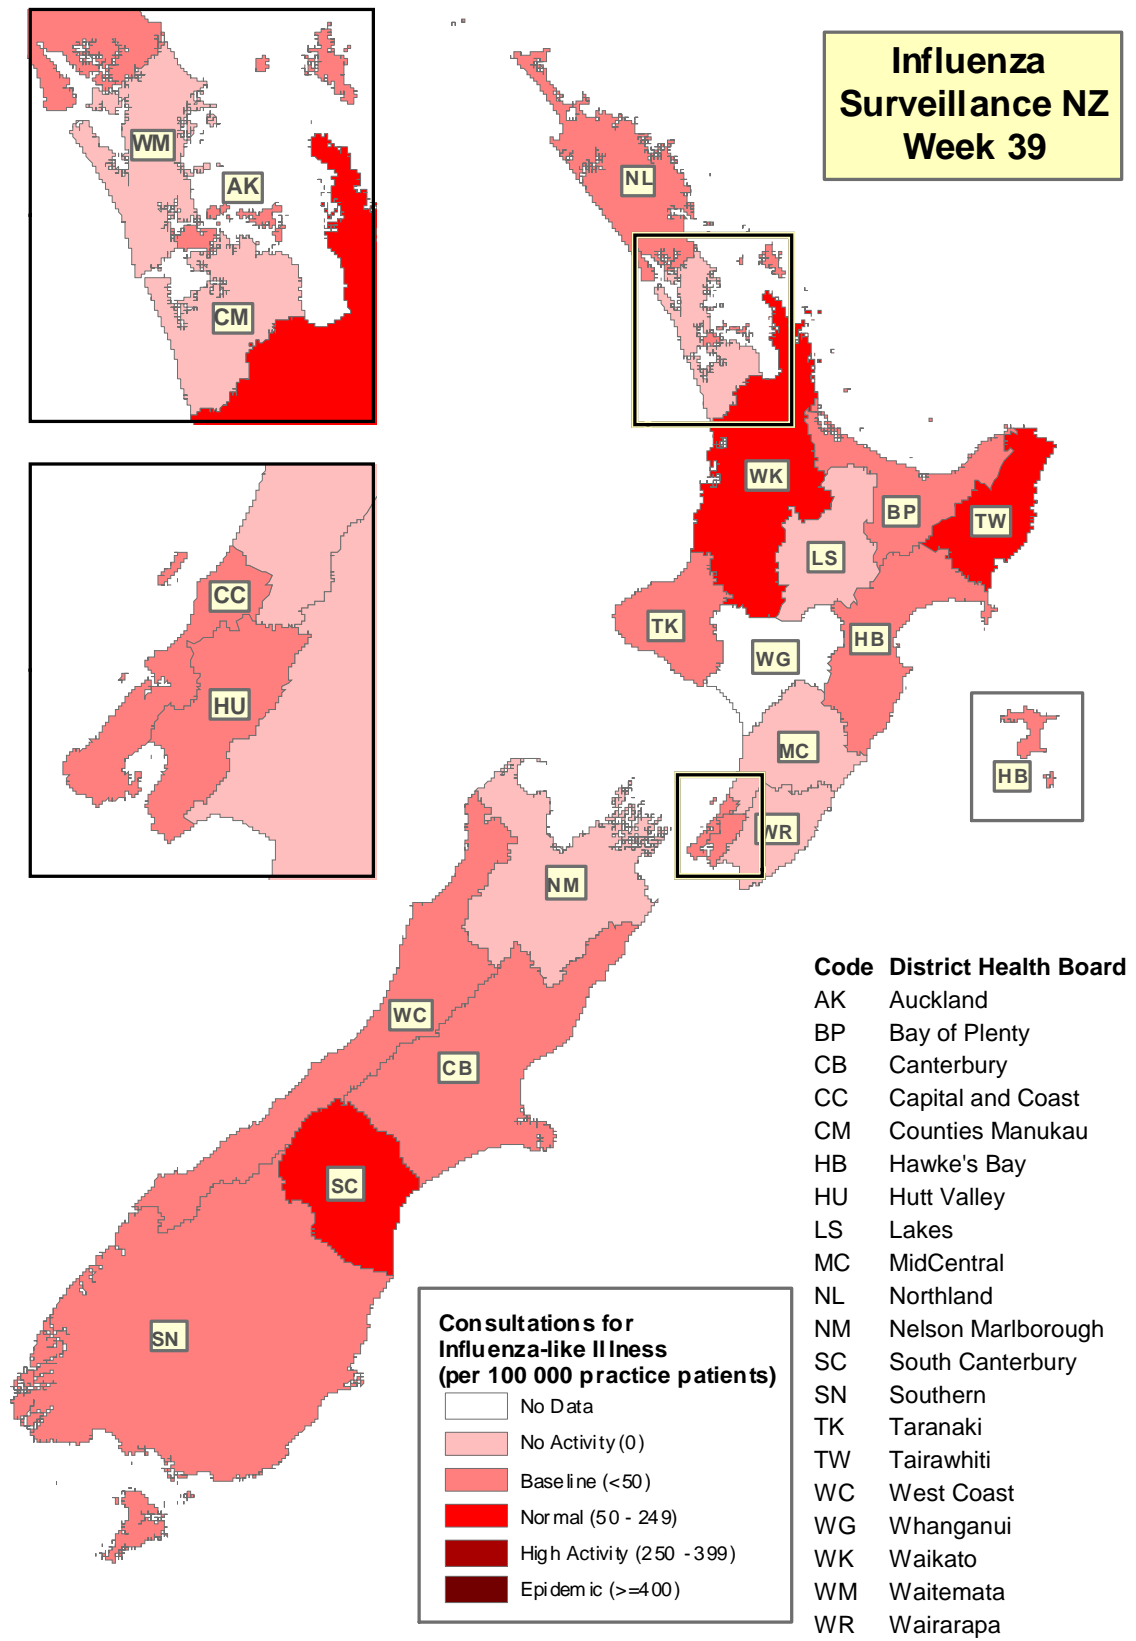 Influenza
Surveillance NZ
Week 39
WM
AK
CM
NL
WK
BP
TW
LS
TK
HB
WG
CC
HU
MC
HB
WR
NM
WC
CB
SC
SN
Code District Health Board
AK Auckland
BP Bay of Plenty
CB Canterbury
CC Capital and Coast
CM Counties Manukau
HB Hawke's Bay
HU Hutt Valley
LS Lakes
MC MidCentral
NL Northland
NM Nelson Marlborough
SC South Canterbury
SN Southern
TK Taranaki
TW Tairawhiti
WC West Coast
WG Whanganui
WK Waikato
WM Waitemata
WR Wairarapa
Consultations for
Influenza-like Illness
(per 100 000 practice patients)
No Data
No Activity (0)
Baseline (<50)
Normal (50 - 249)
High Activity (250 - 399)
Epidemic (>=400)